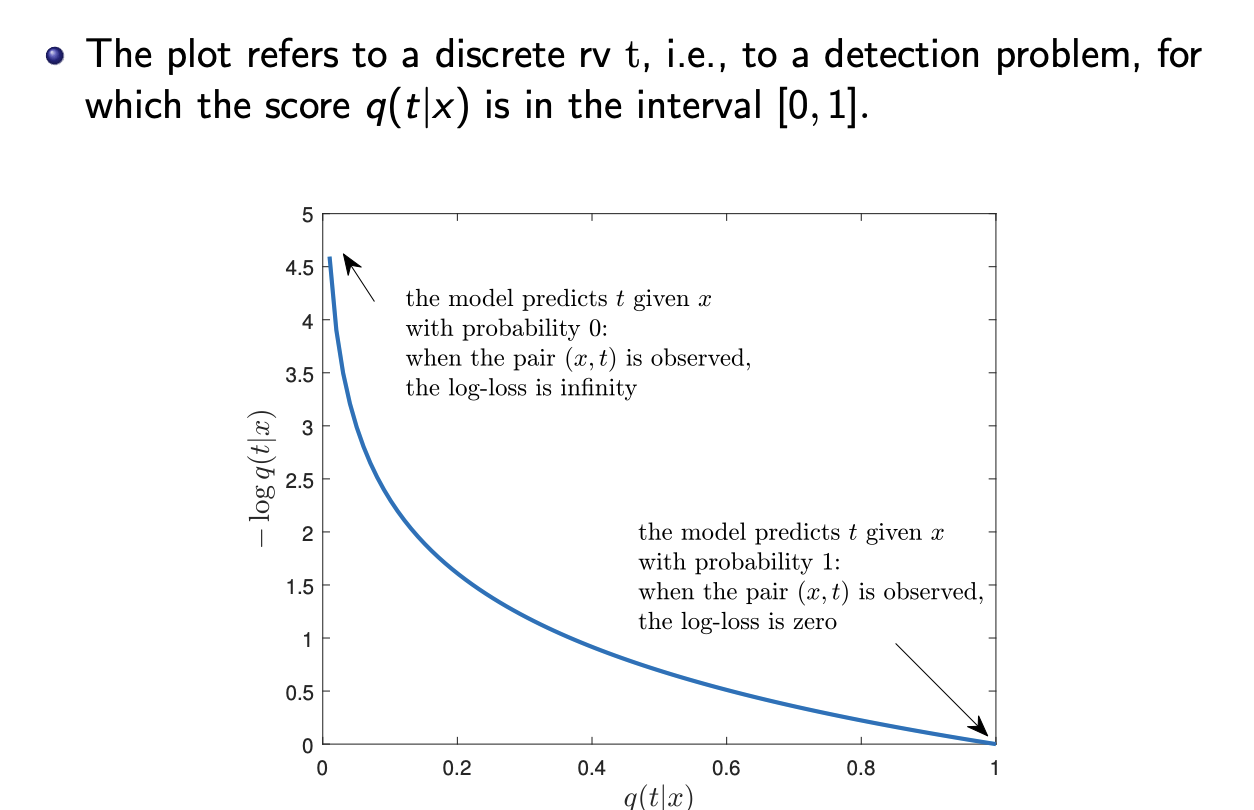 The plot refers to a discrete rv t, i.e., to a detection problem, for
which the score q(t|x) is in the interval [0, 1].
5
4.5
4
3.5
3
2.5
2
1.5
1
0.5
0
− log q(t|x)
the model predicts t given x
with probability 0:
when the pair (x, t) is observed,
the log-loss is infinity
the model predicts t given x
with probability 1:
when the pair (x, t) is observed,
the log-loss is zero
0 0.2 0.4 0.6 0.8 1
q(t|x)